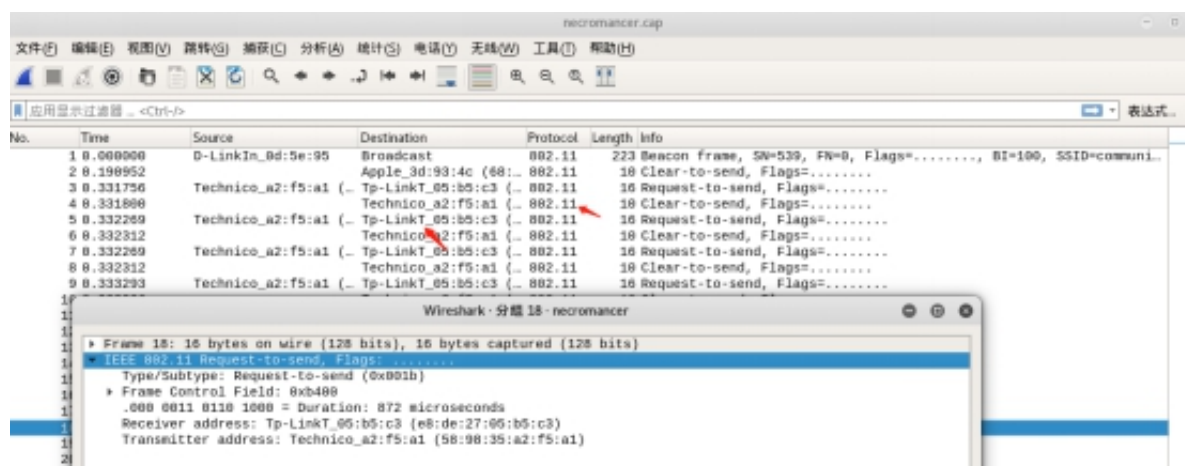 necromancer.cap
文件(F) 编辑(E) 视图(V) 跳转(G) 捕获(C) 分析(A) 统计(S) 电话(Y) 无线(W) 工具(T) 帮助(H)
应用显示过滤器 … <Ctrl-/> 表达式…
No. Time Source Destination Protocol Length Info
1 0.000000 D-LinkIn_0d:5e:95 Broadcast 802.11 223 Beacon frame, SN=539, FN=0, Flags=........, BI=100, SSID=communi…
2 0.190952 Apple_3d:93:4c (68:… 802.11 10 Clear-to-send, Flags=........
3 0.331756 Technico_a2:f5:a1 (… Tp-LinkT_05:b5:c3 (… 802.11 16 Request-to-send, Flags=........
4 0.331800 Technico_a2:f5:a1 (… 802.11 10 Clear-to-send, Flags=........
5 0.332269 Technico_a2:f5:a1 (… Tp-LinkT_05:b5:c3 (… 802.11 16 Request-to-send, Flags=........
6 0.332312 Technico_a2:f5:a1 (… 802.11 10 Clear-to-send, Flags=........
7 0.332269 Technico_a2:f5:a1 (… Tp-LinkT_05:b5:c3 (… 802.11 16 Request-to-send, Flags=........
8 0.332312 Technico_a2:f5:a1 (… 802.11 10 Clear-to-send, Flags=........
9 0.333293 Technico_a2:f5:a1 (… Tp-LinkT_05:b5:c3 (… 802.11 16 Request-to-send, Flags=........
Wireshark · 分组 18 · necromancer
Frame 18: 16 bytes on wire (128 bits), 16 bytes captured (128 bits)
IEEE 802.11 Request-to-send, Flags: ........
Type/Subtype: Request-to-send (0x001b)
Frame Control Field: 0xb400
.000 0011 0110 1000 = Duration: 872 microseconds
Receiver address: Tp-LinkT_05:b5:c3 (e8:de:27:05:b5:c3)
Transmitter address: Technico_a2:f5:a1 (58:98:35:a2:f5:a1)